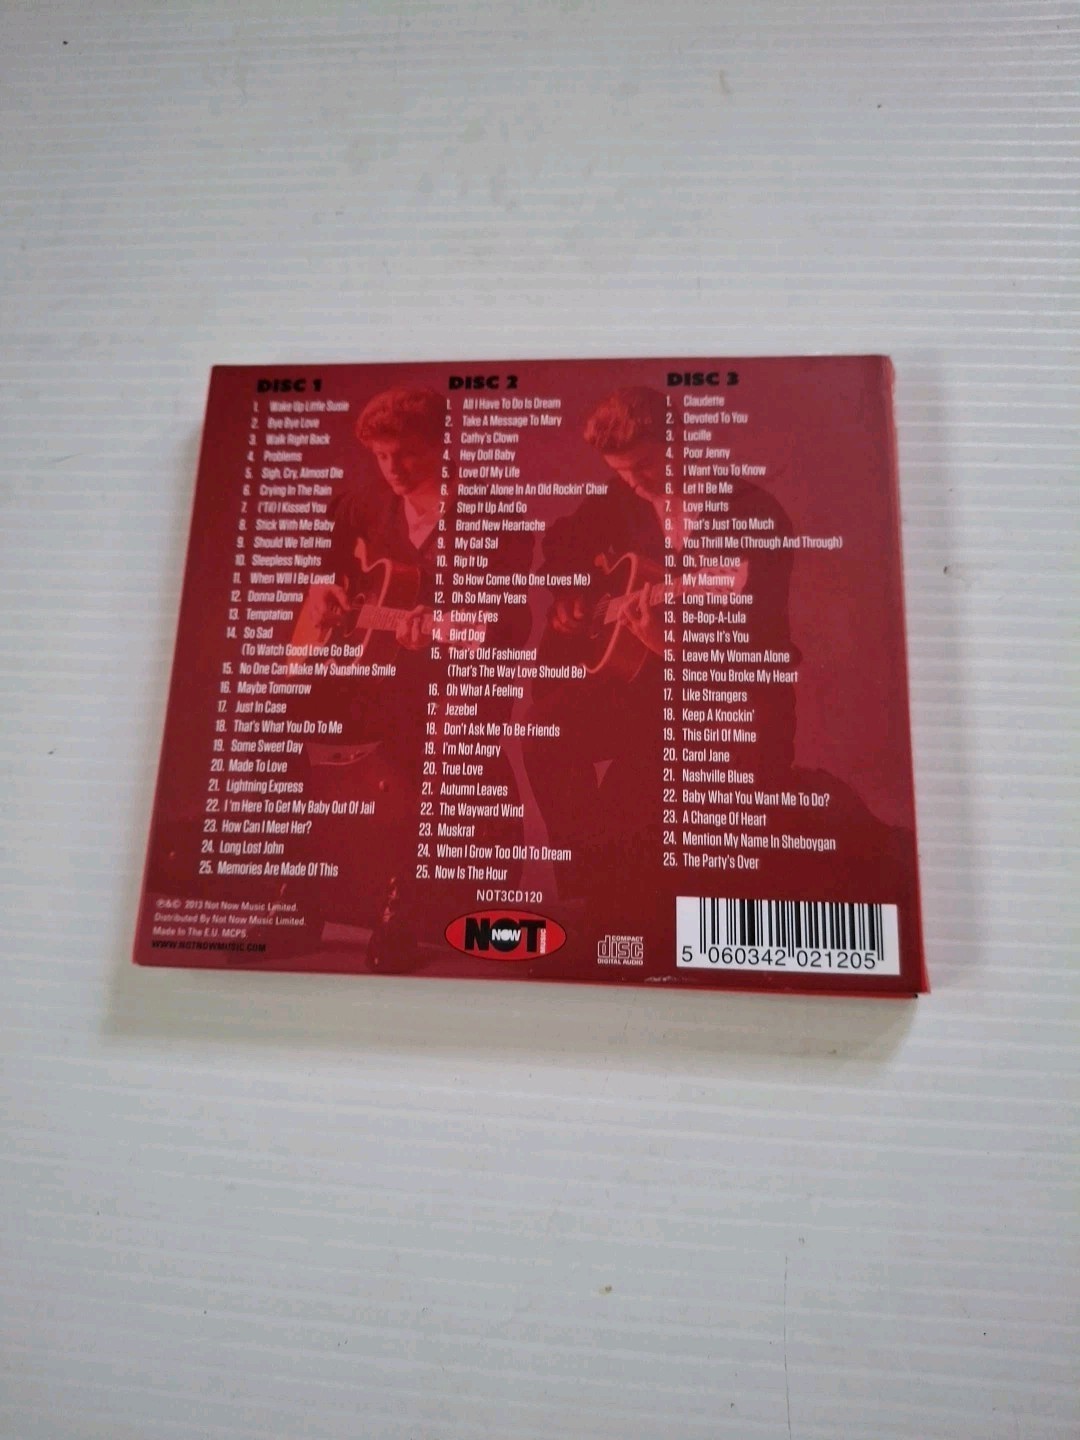 DISC 1
1. Wake Up Little Susie
2. Bye Bye Love
3. Walk Right Back
4. Problems
5. Sigh, Cry, Almost Die
6. Crying In The Rain
7. ('Til) I Kissed You
8. Stick With Me Baby
9. Should We Tell Him
10. Sleepless Nights
11. When Will I Be Loved
12. Donna Donna
13. Temptation
14. So Sad
(To Watch Good Love Go Bad)
15. No One Can Make My Sunshine Smile
16. Maybe Tomorrow
17. Just In Case
18. That's What You Do To Me
19. Some Sweet Day
20. Made To Love
21. Lightning Express
22. I'm Here To Get My Baby Out Of Jail
23. How Can I Meet Her?
24. Long Lost John
25. Memories Are Made Of This
DISC 2
1. All I Have To Do Is Dream
2. Take A Message To Mary
3. Cathy's Clown
4. Hey Doll Baby
5. Love Of My Life
6. Rockin' Alone In An Old Rockin' Chair
7. Step It Up And Go
8. Brand New Heartache
9. My Gal Sal
10. Rip It Up
11. So How Come (No One Loves Me)
12. Oh So Many Years
13. Ebony Eyes
14. Bird Dog
15. That's Old Fashioned
(That's The Way Love Should Be)
16. Oh What A Feeling
17. Jezebel
18. Don't Ask Me To Be Friends
19. I'm Not Angry
20. True Love
21. Autumn Leaves
22. The Wayward Wind
23. Muskrat
24. When I Grow Too Old To Dream
25. Now Is The Hour
DISC 3
1. Claudette
2. Devoted To You
3. Lucille
4. Poor Jenny
5. I Want You To Know
6. Let It Be Me
7. Love Hurts
8. That's Just Too Much
9. You Thrill Me (Through And Through)
10. Oh, True Love
11. My Mammy
12. Long Time Gone
13. Be-Bop-A-Lula
14. Always It's You
15. Leave My Woman Alone
16. Since You Broke My Heart
17. Like Strangers
18. Keep A Knockin'
19. This Girl Of Mine
20. Carol Jane
21. Nashville Blues
22. Baby What You Want Me To Do?
23. A Change Of Heart
24. Mention My Name In Sheboygan
25. The Party's Over
℗&© 2013 Not Now Music Limited.
Distributed By Not Now Music Limited.
Made In The E.U. MCPS.
WWW.NOTNOWMUSIC.COM
NOT3CD120
NOT NOW MUSIC
COMPACT
disc
DIGITAL AUDIO
5 060342 021205